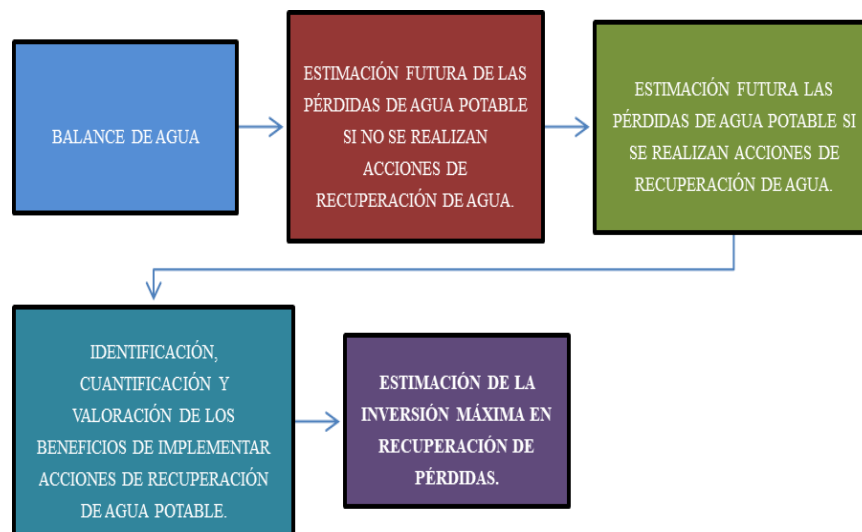 BALANCE DE AGUA
ESTIMACIÓN FUTURA DE LAS
PÉRDIDAS DE AGUA POTABLE
SI NO SE REALIZAN
ACCIONES DE
RECUPERACIÓN DE AGUA.
ESTIMACIÓN FUTURA LAS
PÉRDIDAS DE AGUA POTABLE SI
SE REALIZAN ACCIONES DE
RECUPERACIÓN DE AGUA.
IDENTIFICACIÓN,
CUANTIFICACIÓN Y
VALORACIÓN DE LOS
BENEFICIOS DE IMPLEMENTAR
ACCIONES DE RECUPERACIÓN
DE AGUA POTABLE.
ESTIMACIÓN DE LA
INVERSIÓN MÁXIMA EN
RECUPERACIÓN DE
PÉRDIDAS.